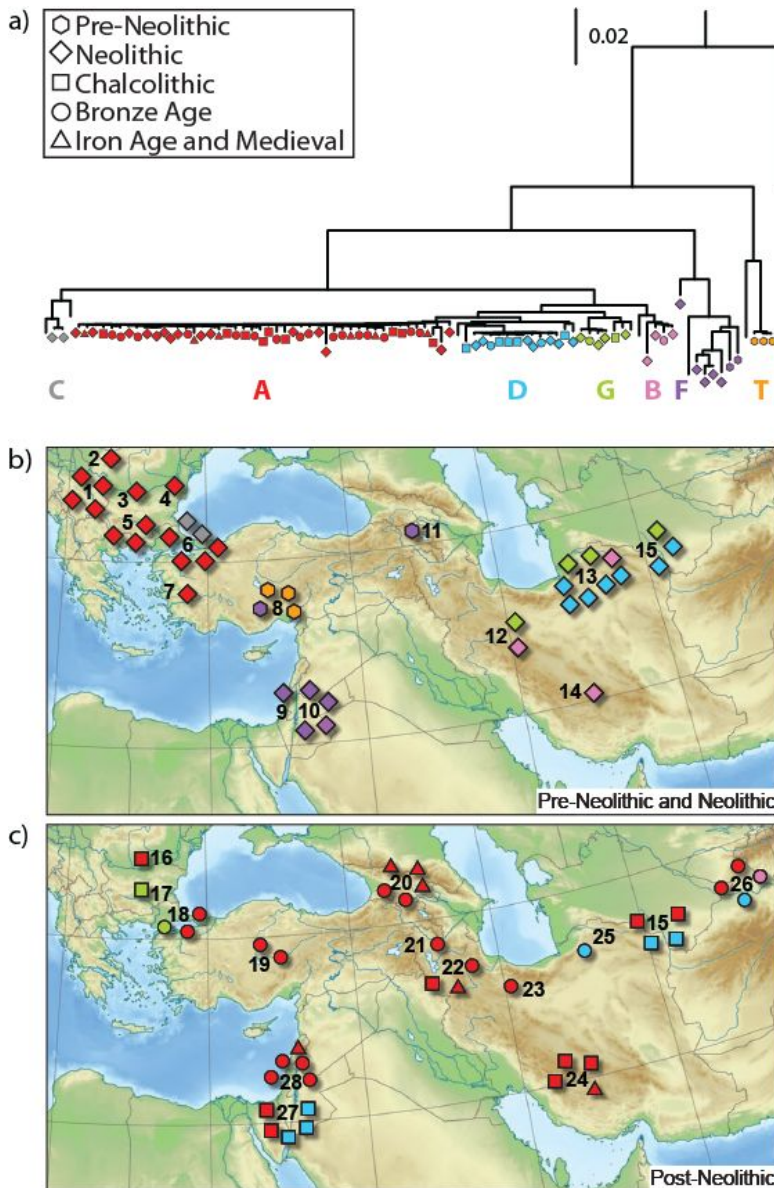 a)
Pre-Neolithic
Neolithic
Chalcolithic
Bronze Age
Iron Age and Medieval
0.02
C A D G B F T
b)
2
1 3 4
5
6
7
8
9 10
11
12
13
14
15
Pre-Neolithic and Neolithic
c)
16
17
18
19
20
21
22
23
24
25
15
26
28
27
Post-Neolithic